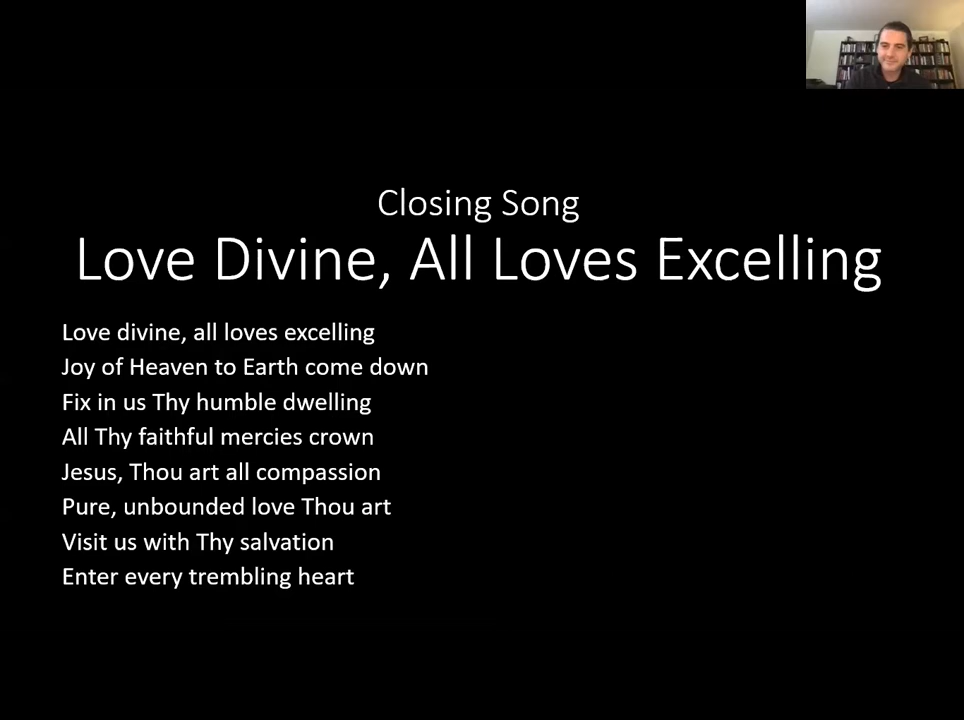 Closing Song
Love Divine, All Loves Excelling
Love divine, all loves excelling
Joy of Heaven to Earth come down
Fix in us Thy humble dwelling
All Thy faithful mercies crown
Jesus, Thou art all compassion
Pure, unbounded love Thou art
Visit us with Thy salvation
Enter every trembling heart